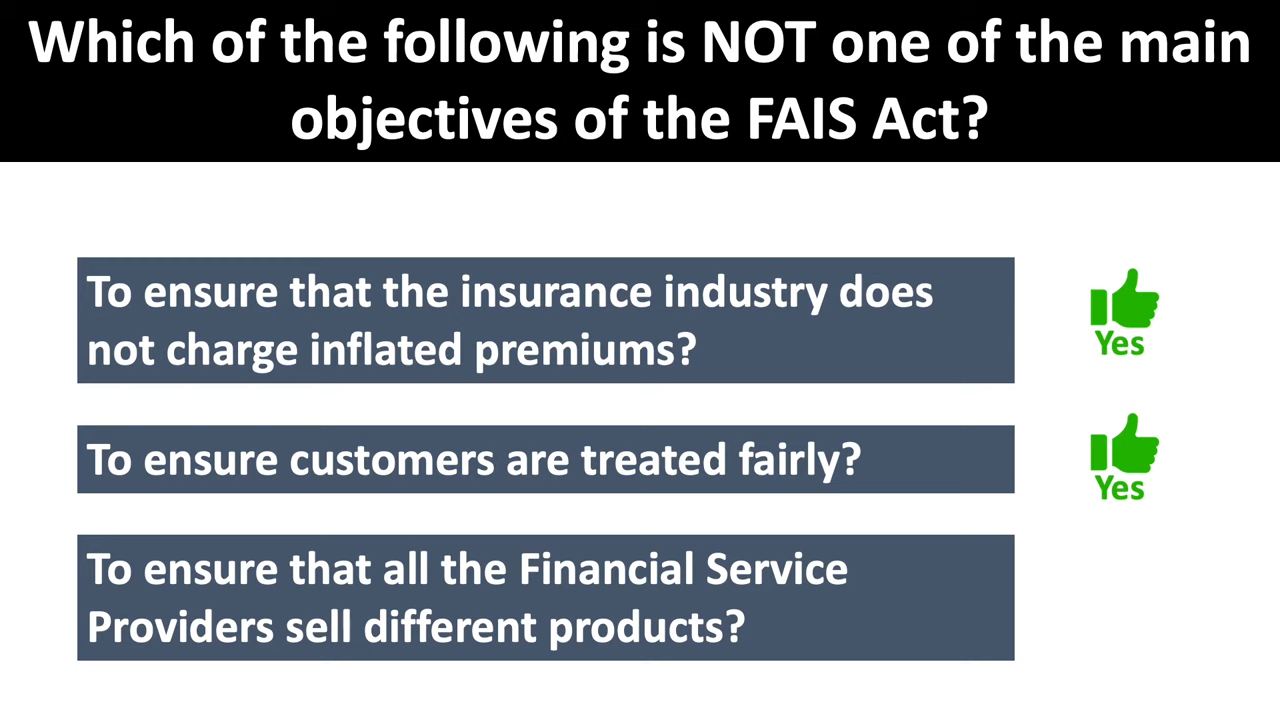 Which of the following is NOT one of the main
objectives of the FAIS Act?
To ensure that the insurance industry does
not charge inflated premiums?
Yes
To ensure customers are treated fairly?
Yes
To ensure that all the Financial Service
Providers sell different products?